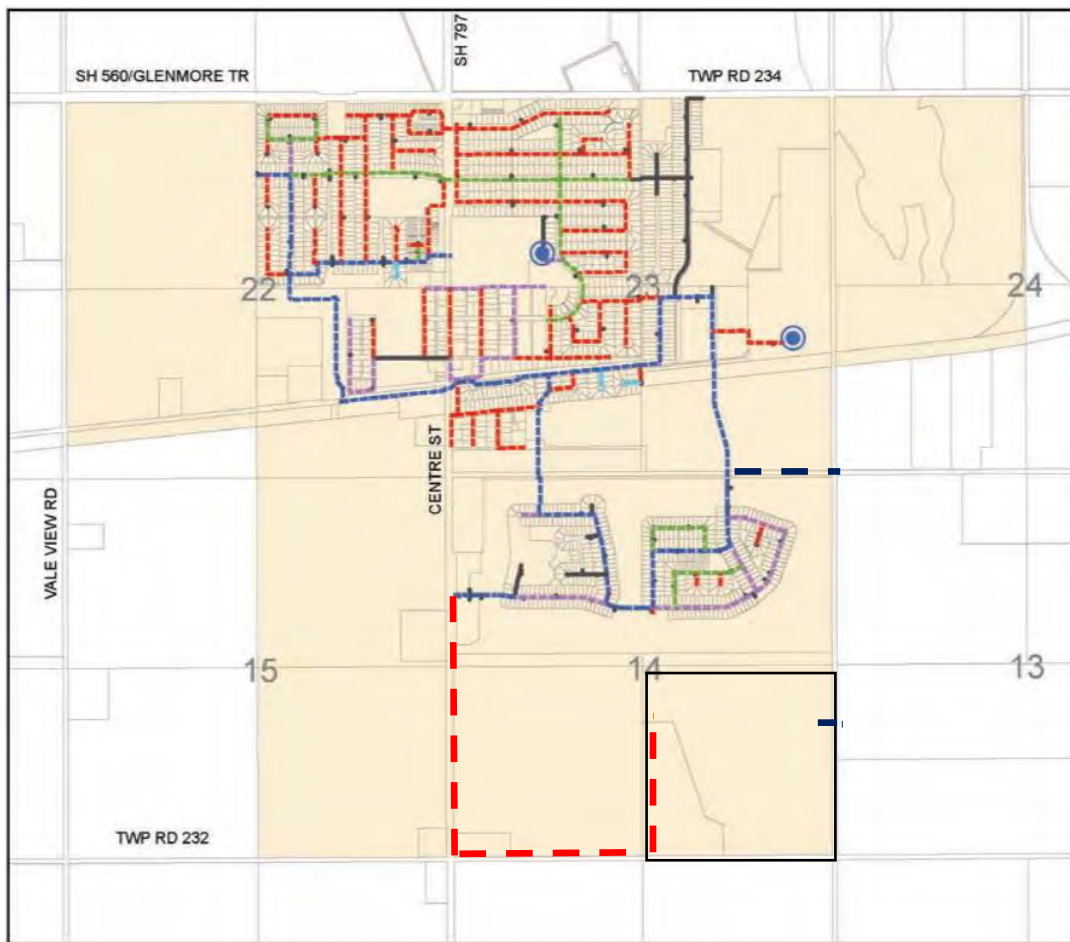 SH 797
SH 560/GLENMORE TR
TWP RD 234
22
23
24
CENTRE ST
VALE VIEW RD
15
14
13
TWP RD 232